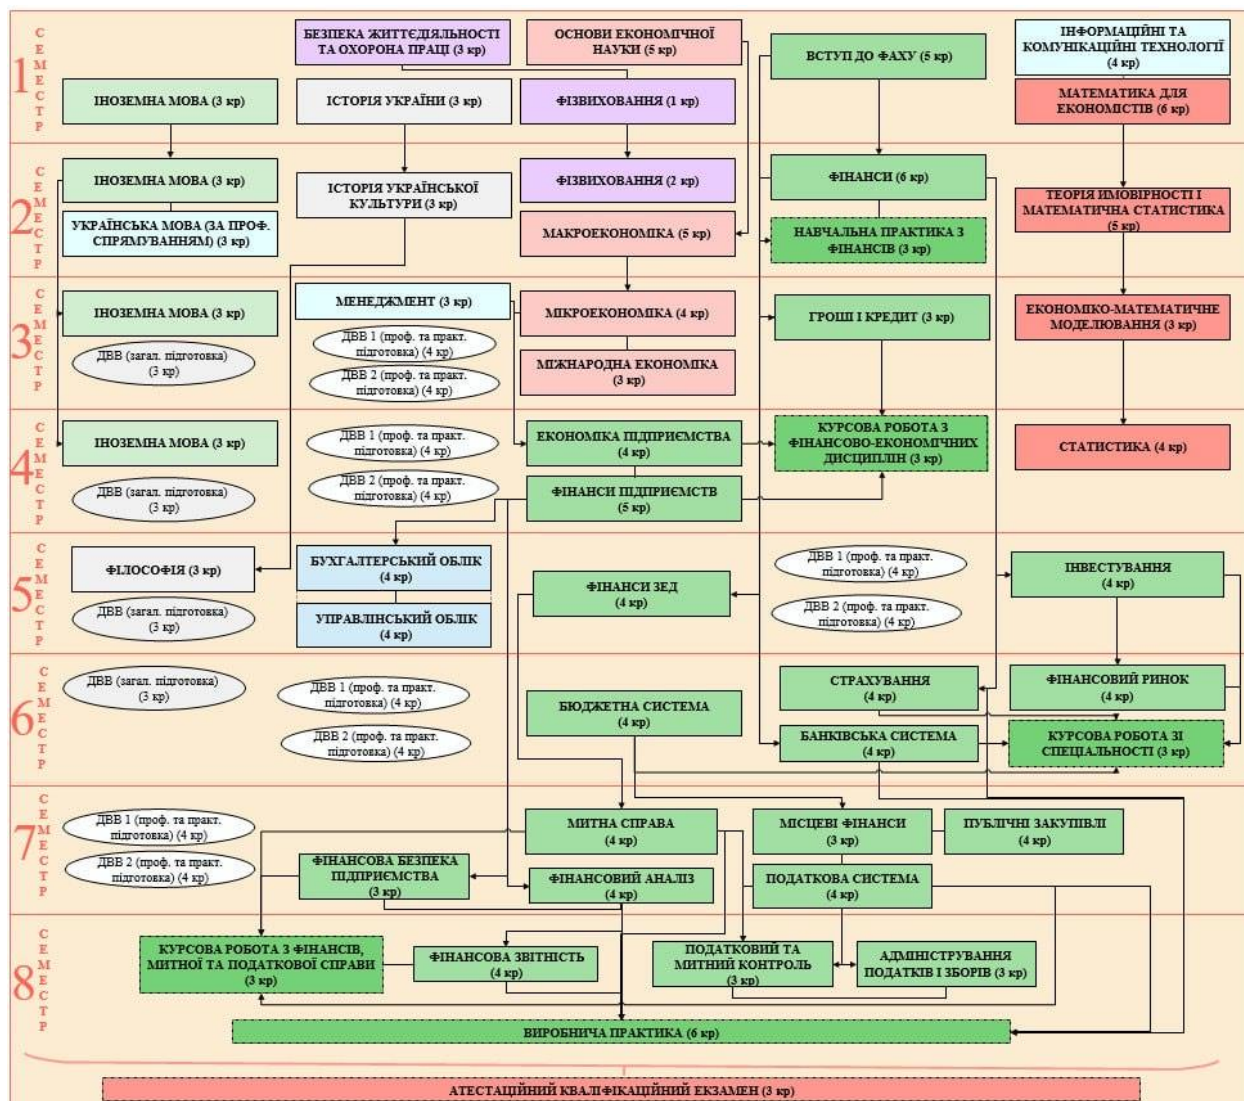 СЕМЕСТР
1
БЕЗПЕКА ЖИТТЄДІЯЛЬНОСТІ
ТА ОХОРОНА ПРАЦІ (3 кр)
ОСНОВИ ЕКОНОМІЧНОЇ
НАУКИ (5 кр)
ВСТУП ДО ФАХУ (5 кр)
ІНФОРМАЦІЙНІ ТА
КОМУНІКАЦІЙНІ ТЕХНОЛОГІЇ
(4 кр)
ІНОЗЕМНА МОВА (3 кр)
ІСТОРІЯ УКРАЇНИ (3 кр)
ФІЗВИХОВАННЯ (1 кр)
МАТЕМАТИКА ДЛЯ
ЕКОНОМІСТІВ (6 кр)
СЕМЕСТР
2
ІНОЗЕМНА МОВА (3 кр)
ІСТОРІЯ УКРАЇНСЬКОЇ
КУЛЬТУРИ (3 кр)
ФІЗВИХОВАННЯ (2 кр)
ФІНАНСИ (6 кр)
ТЕОРІЯ ИМОВІРНОСТІ І
МАТЕМАТИЧНА СТАТИСТИКА
(5 кр)
УКРАЇНСЬКА МОВА (ЗА ПРОФ.
СПРЯМУВАННЯМ) (3 кр)
МАКРОЕКОНОМІКА (5 кр)
НАВЧАЛЬНА ПРАКТИКА З
ФІНАНСІВ (3 кр)
СЕМЕСТР
3
ІНОЗЕМНА МОВА (3 кр)
МЕНЕДЖМЕНТ (3 кр)
МІКРОЕКОНОМІКА (4 кр)
ГРОШІ І КРЕДИТ (3 кр)
ЕКОНОМІКО-МАТЕМАТИЧНЕ
МОДЕЛЮВАННЯ (3 кр)
ДВВ (загал. підготовка)
(3 кр)
ДВВ 1 (проф. та практ.
підготовка) (4 кр)
ДВВ 2 (проф. та практ.
підготовка) (4 кр)
МІЖНАРОДНА ЕКОНОМІКА
(3 кр)
СЕМЕСТР
4
ІНОЗЕМНА МОВА (3 кр)
ДВВ 1 (проф. та практ.
підготовка) (4 кр)
ЕКОНОМІКА ПІДПРИЄМСТВА
(4 кр)
КУРСОВА РОБОТА З
ФІНАНСОВО-ЕКОНОМІЧНИХ
ДИСЦИПЛІН (3 кр)
СТАТИСТИКА (4 кр)
ДВВ (загал. підготовка)
(3 кр)
ДВВ 2 (проф. та практ.
підготовка) (4 кр)
ФІНАНСИ ПІДПРИЄМСТВ
(5 кр)
СЕМЕСТР
5
ФІЛОСОФІЯ (3 кр)
БУХГАЛТЕРСЬКИЙ ОБЛІК
(4 кр)
ФІНАНСИ ЗЕД
(4 кр)
ДВВ 1 (проф. та практ.
підготовка) (4 кр)
ІНВЕСТУВАННЯ
(4 кр)
ДВВ (загал. підготовка)
(3 кр)
УПРАВЛІНСЬКИЙ ОБЛІК
(4 кр)
ДВВ 2 (проф. та практ.
підготовка) (4 кр)
СЕМЕСТР
6
ДВВ (загал. підготовка)
(3 кр)
ДВВ 1 (проф. та практ.
підготовка) (4 кр)
БЮДЖЕТНА СИСТЕМА
(4 кр)
СТРАХУВАННЯ
(4 кр)
ФІНАНСОВИЙ РИНОК
(4 кр)
ДВВ 2 (проф. та практ.
підготовка) (4 кр)
БАНКІВСЬКА СИСТЕМА
(4 кр)
КУРСОВА РОБОТА ЗІ
СПЕЦІАЛЬНОСТІ (3 кр)
СЕМЕСТР
7
ДВВ 1 (проф. та практ.
підготовка) (4 кр)
МИТНА СПРАВА
(4 кр)
МІСЦЕВІ ФІНАНСИ
(3 кр)
ПУБЛІЧНІ ЗАКУПІВЛІ
(4 кр)
ДВВ 2 (проф. та практ.
підготовка) (4 кр)
ФІНАНСОВА БЕЗПЕКА
ПІДПРИЄМСТВА
(3 кр)
ФІНАНСОВИЙ АНАЛІЗ
(4 кр)
ПОДАТКОВА СИСТЕМА
(4 кр)
СЕМЕСТР
8
КУРСОВА РОБОТА З ФІНАНСІВ,
МИТНОЇ ТА ПОДАТКОВОЇ СПРАВИ
(3 кр)
ФІНАНСОВА ЗВІТНІСТЬ
(4 кр)
ПОДАТКОВИЙ ТА
МИТНИЙ КОНТРОЛЬ
(3 кр)
АДМІНІСТРУВАННЯ
ПОДАТКІВ І ЗБОРІВ (3 кр)
ВИРОБНИЧА ПРАКТИКА (6 кр)
АТЕСТАЦІЙНИЙ КВАЛІФІКАЦІЙНИЙ ЕКЗАМЕН (3 кр)